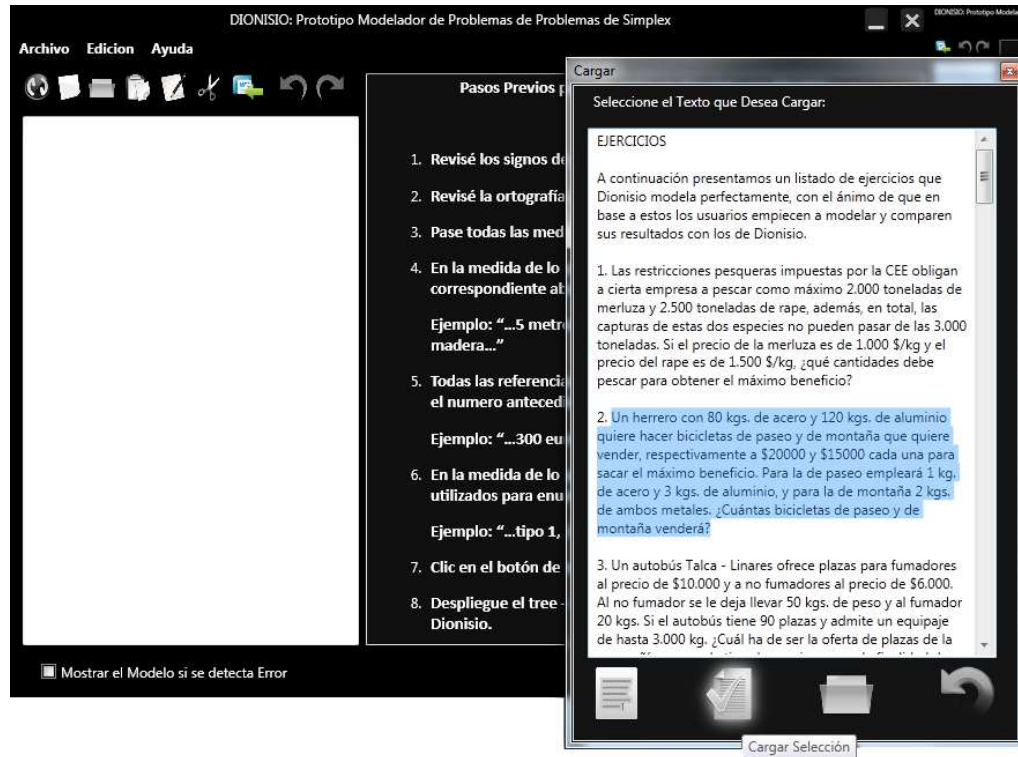 DIONISIO: Prototipo Modelador de Problemas de Problemas de Simplex
Archivo Edicion Ayuda
Pasos Previos p
1. Revisé los signos de
2. Revisé la ortografía
3. Pase todas las med
4. En la medida de lo
correspondiente ab
Ejemplo: “...5 metro
madera...”
5. Todas las referencia
el numero antecedi
Ejemplo: “...300 eu
6. En la medida de lo
utilizados para enu
Ejemplo: “...tipo 1,
7. Clic en el botón de
8. Despliegue el tree -
Dionisio.
Mostrar el Modelo si se detecta Error
DIONISIO: Prototipo Modela
Cargar
Seleccione el Texto que Desea Cargar:
EJERCICIOS
A continuación presentamos un listado de ejercicios que
Dionisio modela perfectamente, con el ánimo de que en
base a estos los usuarios empiecen a modelar y comparen
sus resultados con los de Dionisio.
1. Las restricciones pesqueras impuestas por la CEE obligan
a cierta empresa a pescar como máximo 2.000 toneladas de
merluza y 2.500 toneladas de rape, además, en total, las
capturas de estas dos especies no pueden pasar de las 3.000
toneladas. Si el precio de la merluza es de 1.000 $/kg y el
precio del rape es de 1.500 $/kg, ¿qué cantidades debe
pescar para obtener el máximo beneficio?
2. Un herrero con 80 kgs. de acero y 120 kgs. de aluminio
quiere hacer bicicletas de paseo y de montaña que quiere
vender, respectivamente a $20000 y $15000 cada una para
sacar el máximo beneficio. Para la de paseo empleará 1 kg.
de acero y 3 kgs. de aluminio, y para la de montaña 2 kgs.
de ambos metales. ¿Cuántas bicicletas de paseo y de
montaña venderá?
3. Un autobús Talca - Linares ofrece plazas para fumadores
al precio de $10.000 y a no fumadores al precio de $6.000.
Al no fumador se le deja llevar 50 kgs. de peso y al fumador
20 kgs. Si el autobús tiene 90 plazas y admite un equipaje
de hasta 3.000 kg. ¿Cuál ha de ser la oferta de plazas de la
Cargar Selección